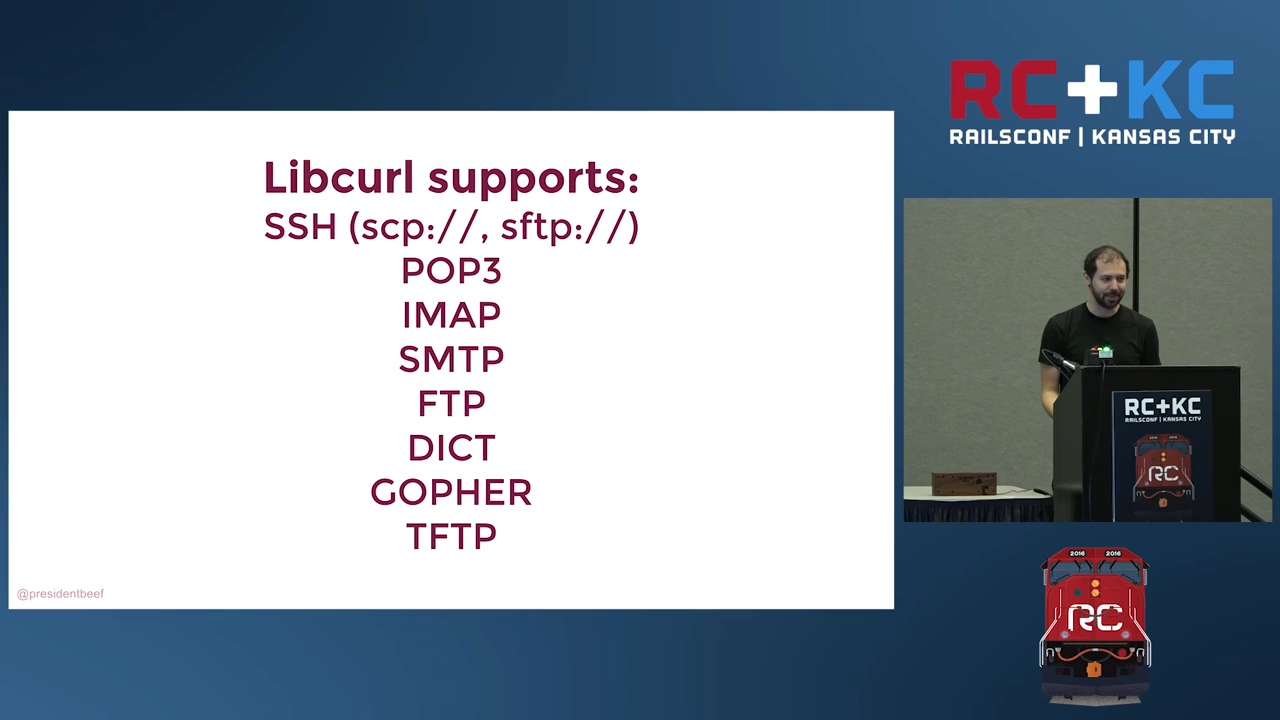 Libcurl supports:
SSH (scp://, sftp://)
POP3
IMAP
SMTP
FTP
DICT
GOPHER
TFTP
@presidentbeef
RC+KC
RAILSCONF | KANSAS CITY
RC+KC
RAILSCONF | KANSAS CITY
RC
2016 2016
RC